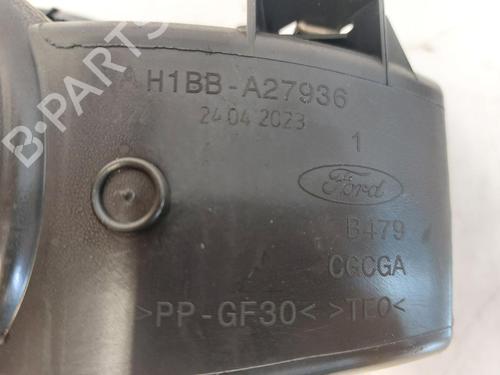 H1BB-A27936
24 04 2023
1
Ford
B479
CGCGA
>PP-GF30< >TEO<
B-PARTS